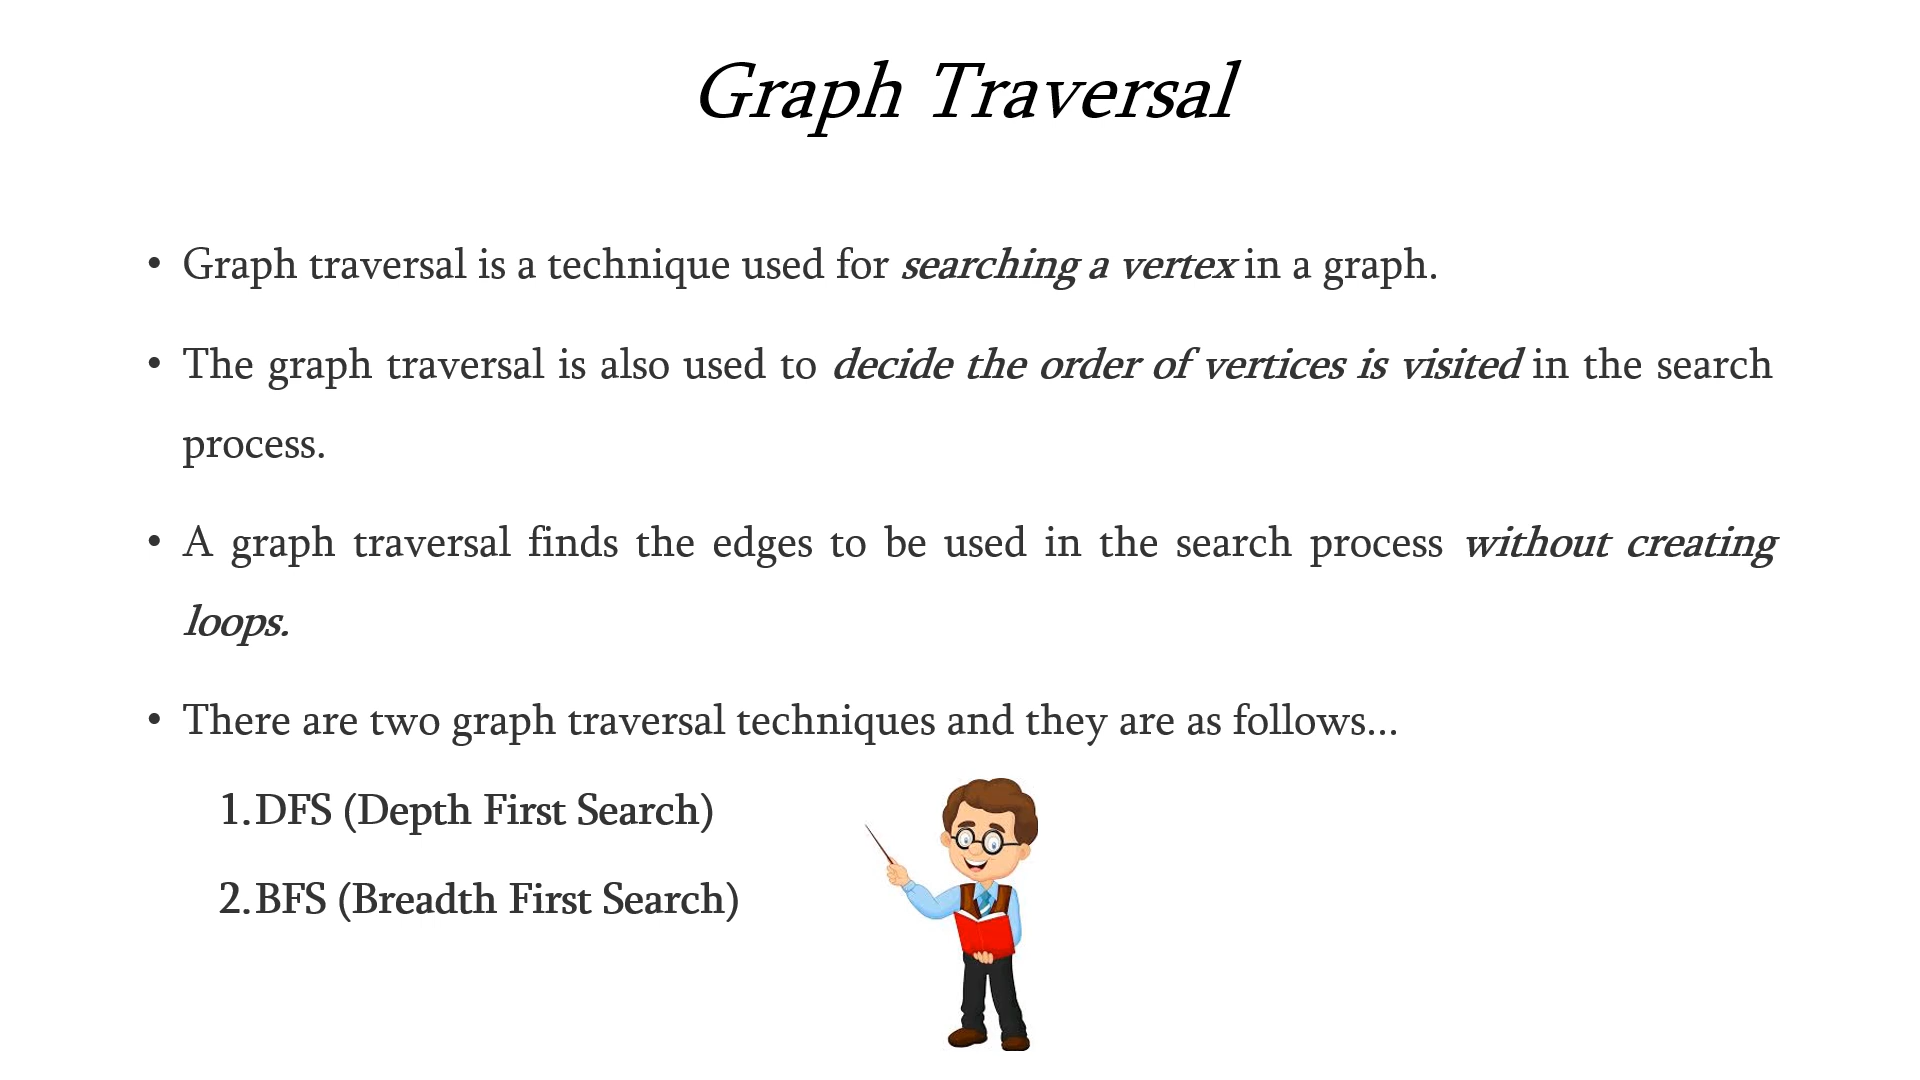 Graph Traversal
• Graph traversal is a technique used for searching a vertex in a graph.
• The graph traversal is also used to decide the order of vertices is visited in the search
process.
• A graph traversal finds the edges to be used in the search process without creating
loops.
• There are two graph traversal techniques and they are as follows...
1. DFS (Depth First Search)
2. BFS (Breadth First Search)